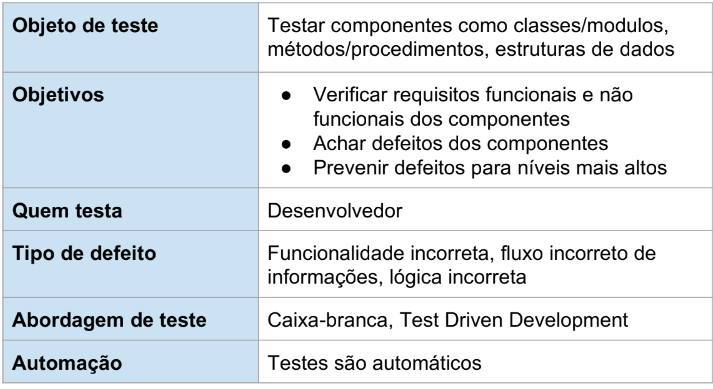 Objeto de teste
Testar componentes como classes/modulos,
métodos/procedimentos, estruturas de dados
Objetivos
● Verificar requisitos funcionais e não
funcionais dos componentes
● Achar defeitos dos componentes
● Prevenir defeitos para níveis mais altos
Quem testa
Desenvolvedor
Tipo de defeito
Funcionalidade incorreta, fluxo incorreto de
informações, lógica incorreta
Abordagem de teste
Caixa-branca, Test Driven Development
Automação
Testes são automáticos